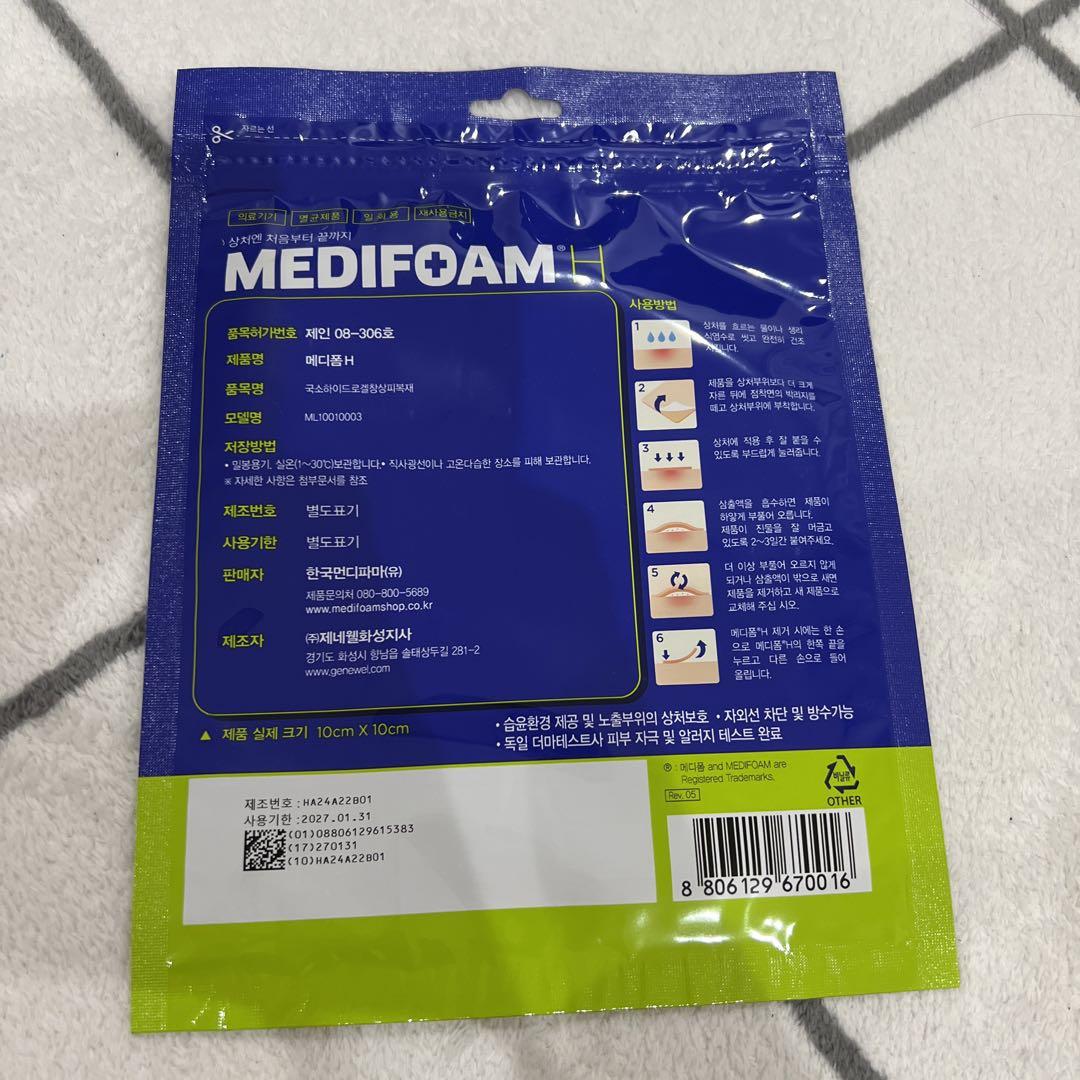 자르는 선
의료기기 멸균제품 일회용 재사용금지
상처엔 처음부터 끝까지
MEDIFOAM® H
품목허가번호 제인 08-306호
제품명 메디폼 H
품목명 국소하이드로겔창상피복재
모델명 ML10010003
저장방법
• 밀봉용기, 실온(1~30℃)보관합니다.• 직사광선이나 고온다습한 장소를 피해 보관합니다.
※ 자세한 사항은 첨부문서를 참조
제조번호 별도표기
사용기한 별도표기
판매자 한국먼디파마(유)
제품문의처 080-800-5689
www.medifoamshop.co.kr
제조자 ㈜제네웰화성지사
경기도 화성시 향남읍 솔태상두길 281-2
www.genewel.com
▲ 제품 실제 크기 10cm X 10cm
사용방법
1
상처를 흐르는 물이나 생리
식염수로 씻고 완전히 건조
시킵니다.
2
제품을 상처부위보다 더 크게
자른 뒤에 점착면의 박리지를
떼고 상처부위에 부착합니다.
3
상처에 적용 후 잘 붙을 수
있도록 부드럽게 눌러줍니다.
4
삼출액을 흡수하면 제품이
하얗게 부풀어 오릅니다.
제품이 진물을 잘 머금고
있도록 2~3일간 붙여주세요.
5
더 이상 부풀어 오르지 않게
되거나 삼출액이 밖으로 새면
제품을 제거하고 새 제품으로
교체해 주십 시오.
6
메디폼®H 제거 시에는 한 손
으로 메디폼®H의 한쪽 끝을
누르고 다른 손으로 들어
올립니다.
• 습윤환경 제공 및 노출부위의 상처보호 • 자외선 차단 및 방수가능
• 독일 더마테스트사 피부 자극 및 알러지 테스트 완료
제조번호 : HA24A22B01
사용기한 : 2027.01.31
(01)08806129615383
(17)270131
(10)HA24A22B01
® : 메디폼 and MEDIFOAM are
Registered Trademarks.
Rev. 05
비닐류
OTHER
8 806129 670016